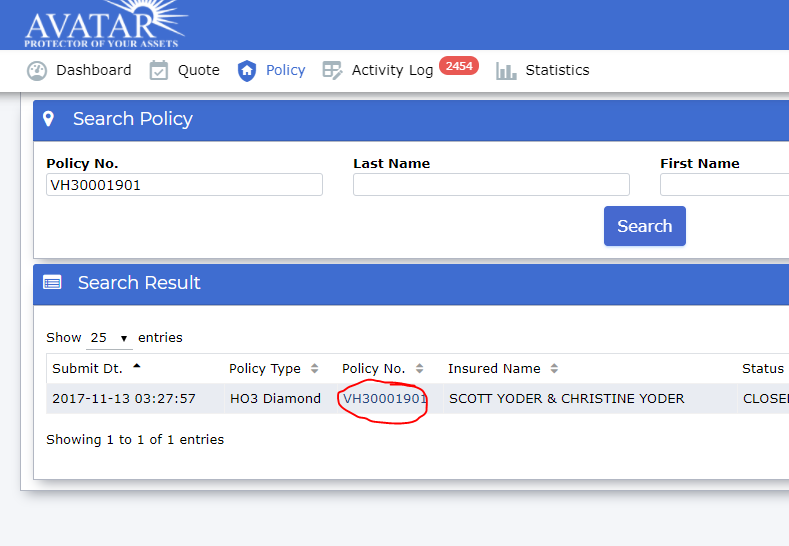 AVATAR
PROTECTOR OF YOUR ASSETS
Dashboard Quote Policy Activity Log 2454 Statistics
Search Policy
Policy No. Last Name First Name
VH30001901
Search
Search Result
Show 25 entries
Submit Dt. Policy Type Policy No. Insured Name Status
2017-11-13 03:27:57 HO3 Diamond VH30001901 SCOTT YODER & CHRISTINE YODER CLOSE
Showing 1 to 1 of 1 entries